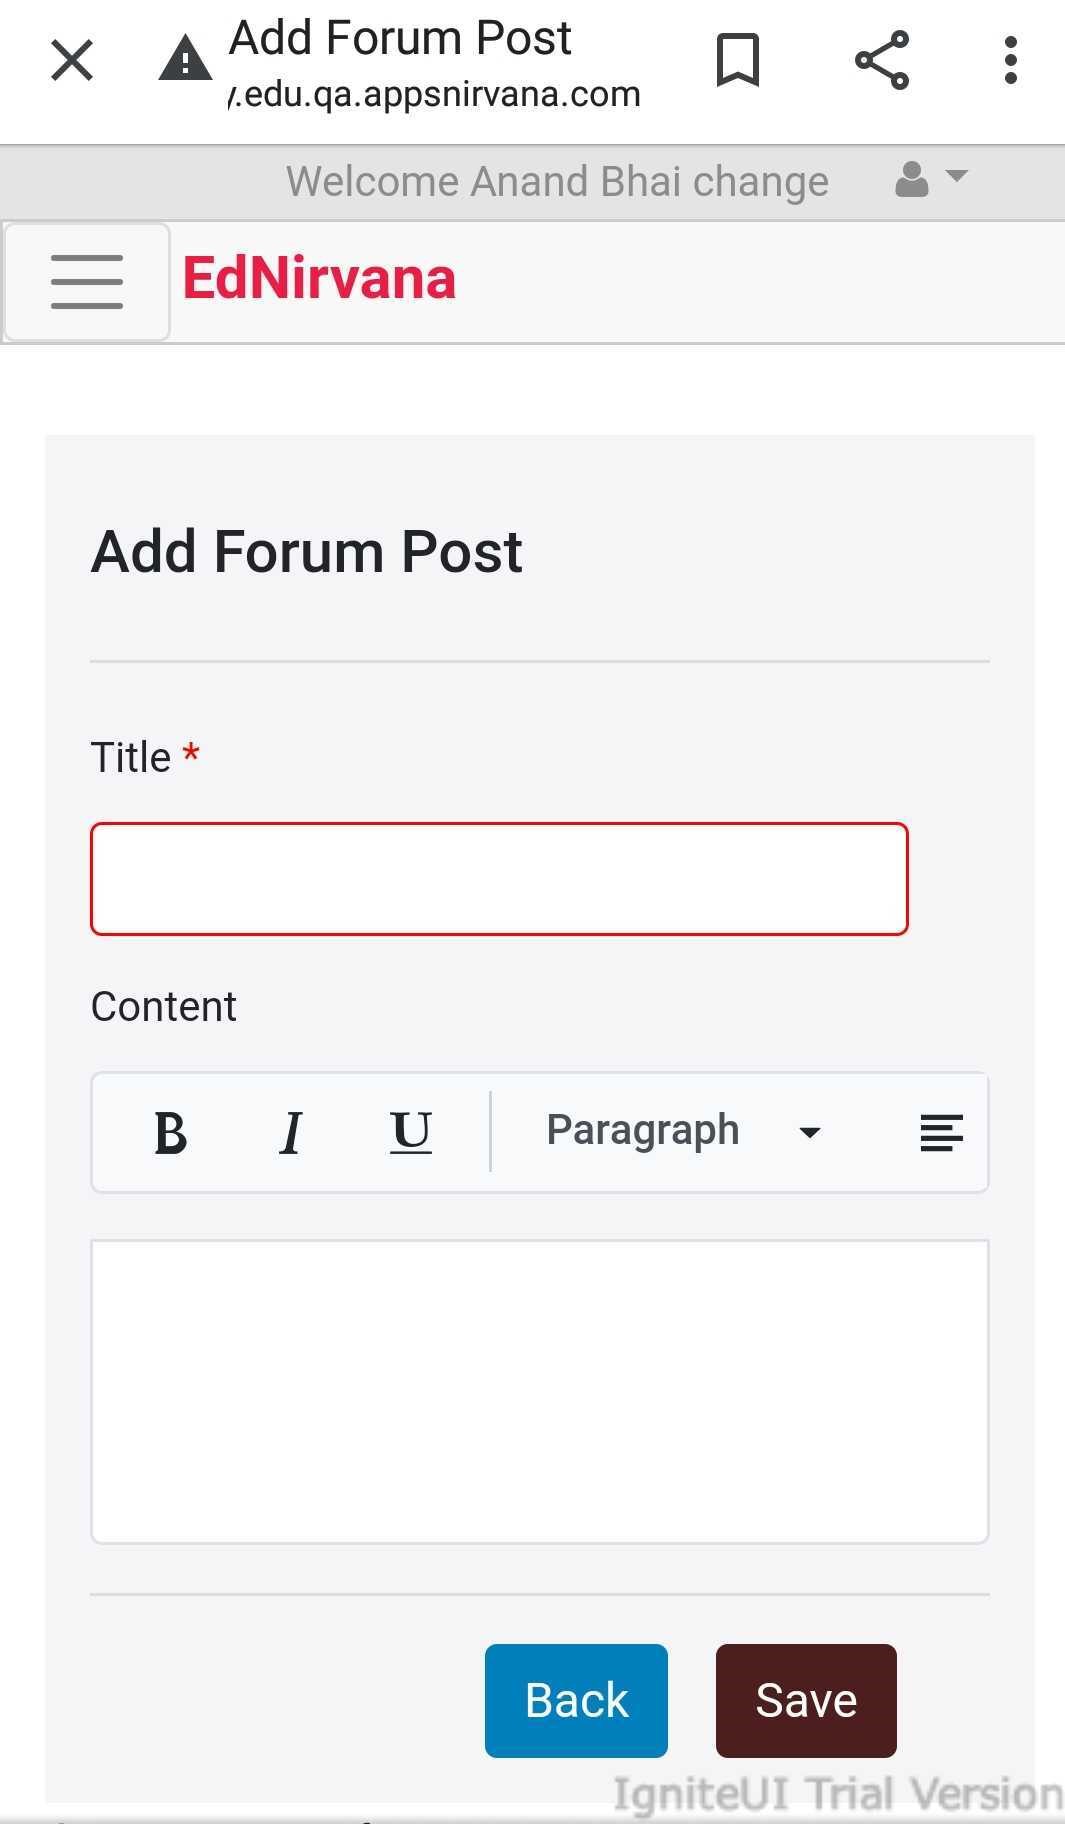 Add Forum Post
/.edu.qa.appsnirvana.com
Welcome Anand Bhai change
EdNirvana
Add Forum Post
Title *
Content
B I U Paragraph
Back Save
IgniteUI Trial Version